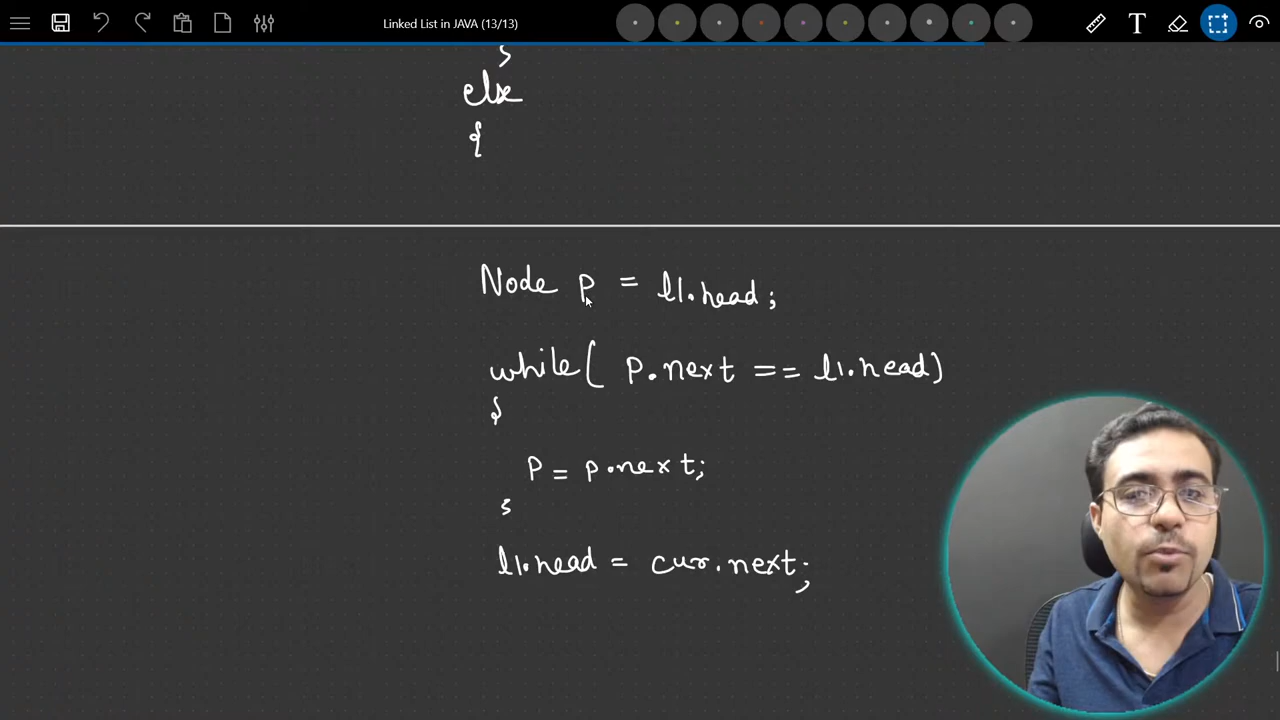 Linked List in JAVA (13/13)
}
else
{
Node p = l1.head;
while( p.next == l1.head)
{
p = p.next;
}
l1.head = cur.next;